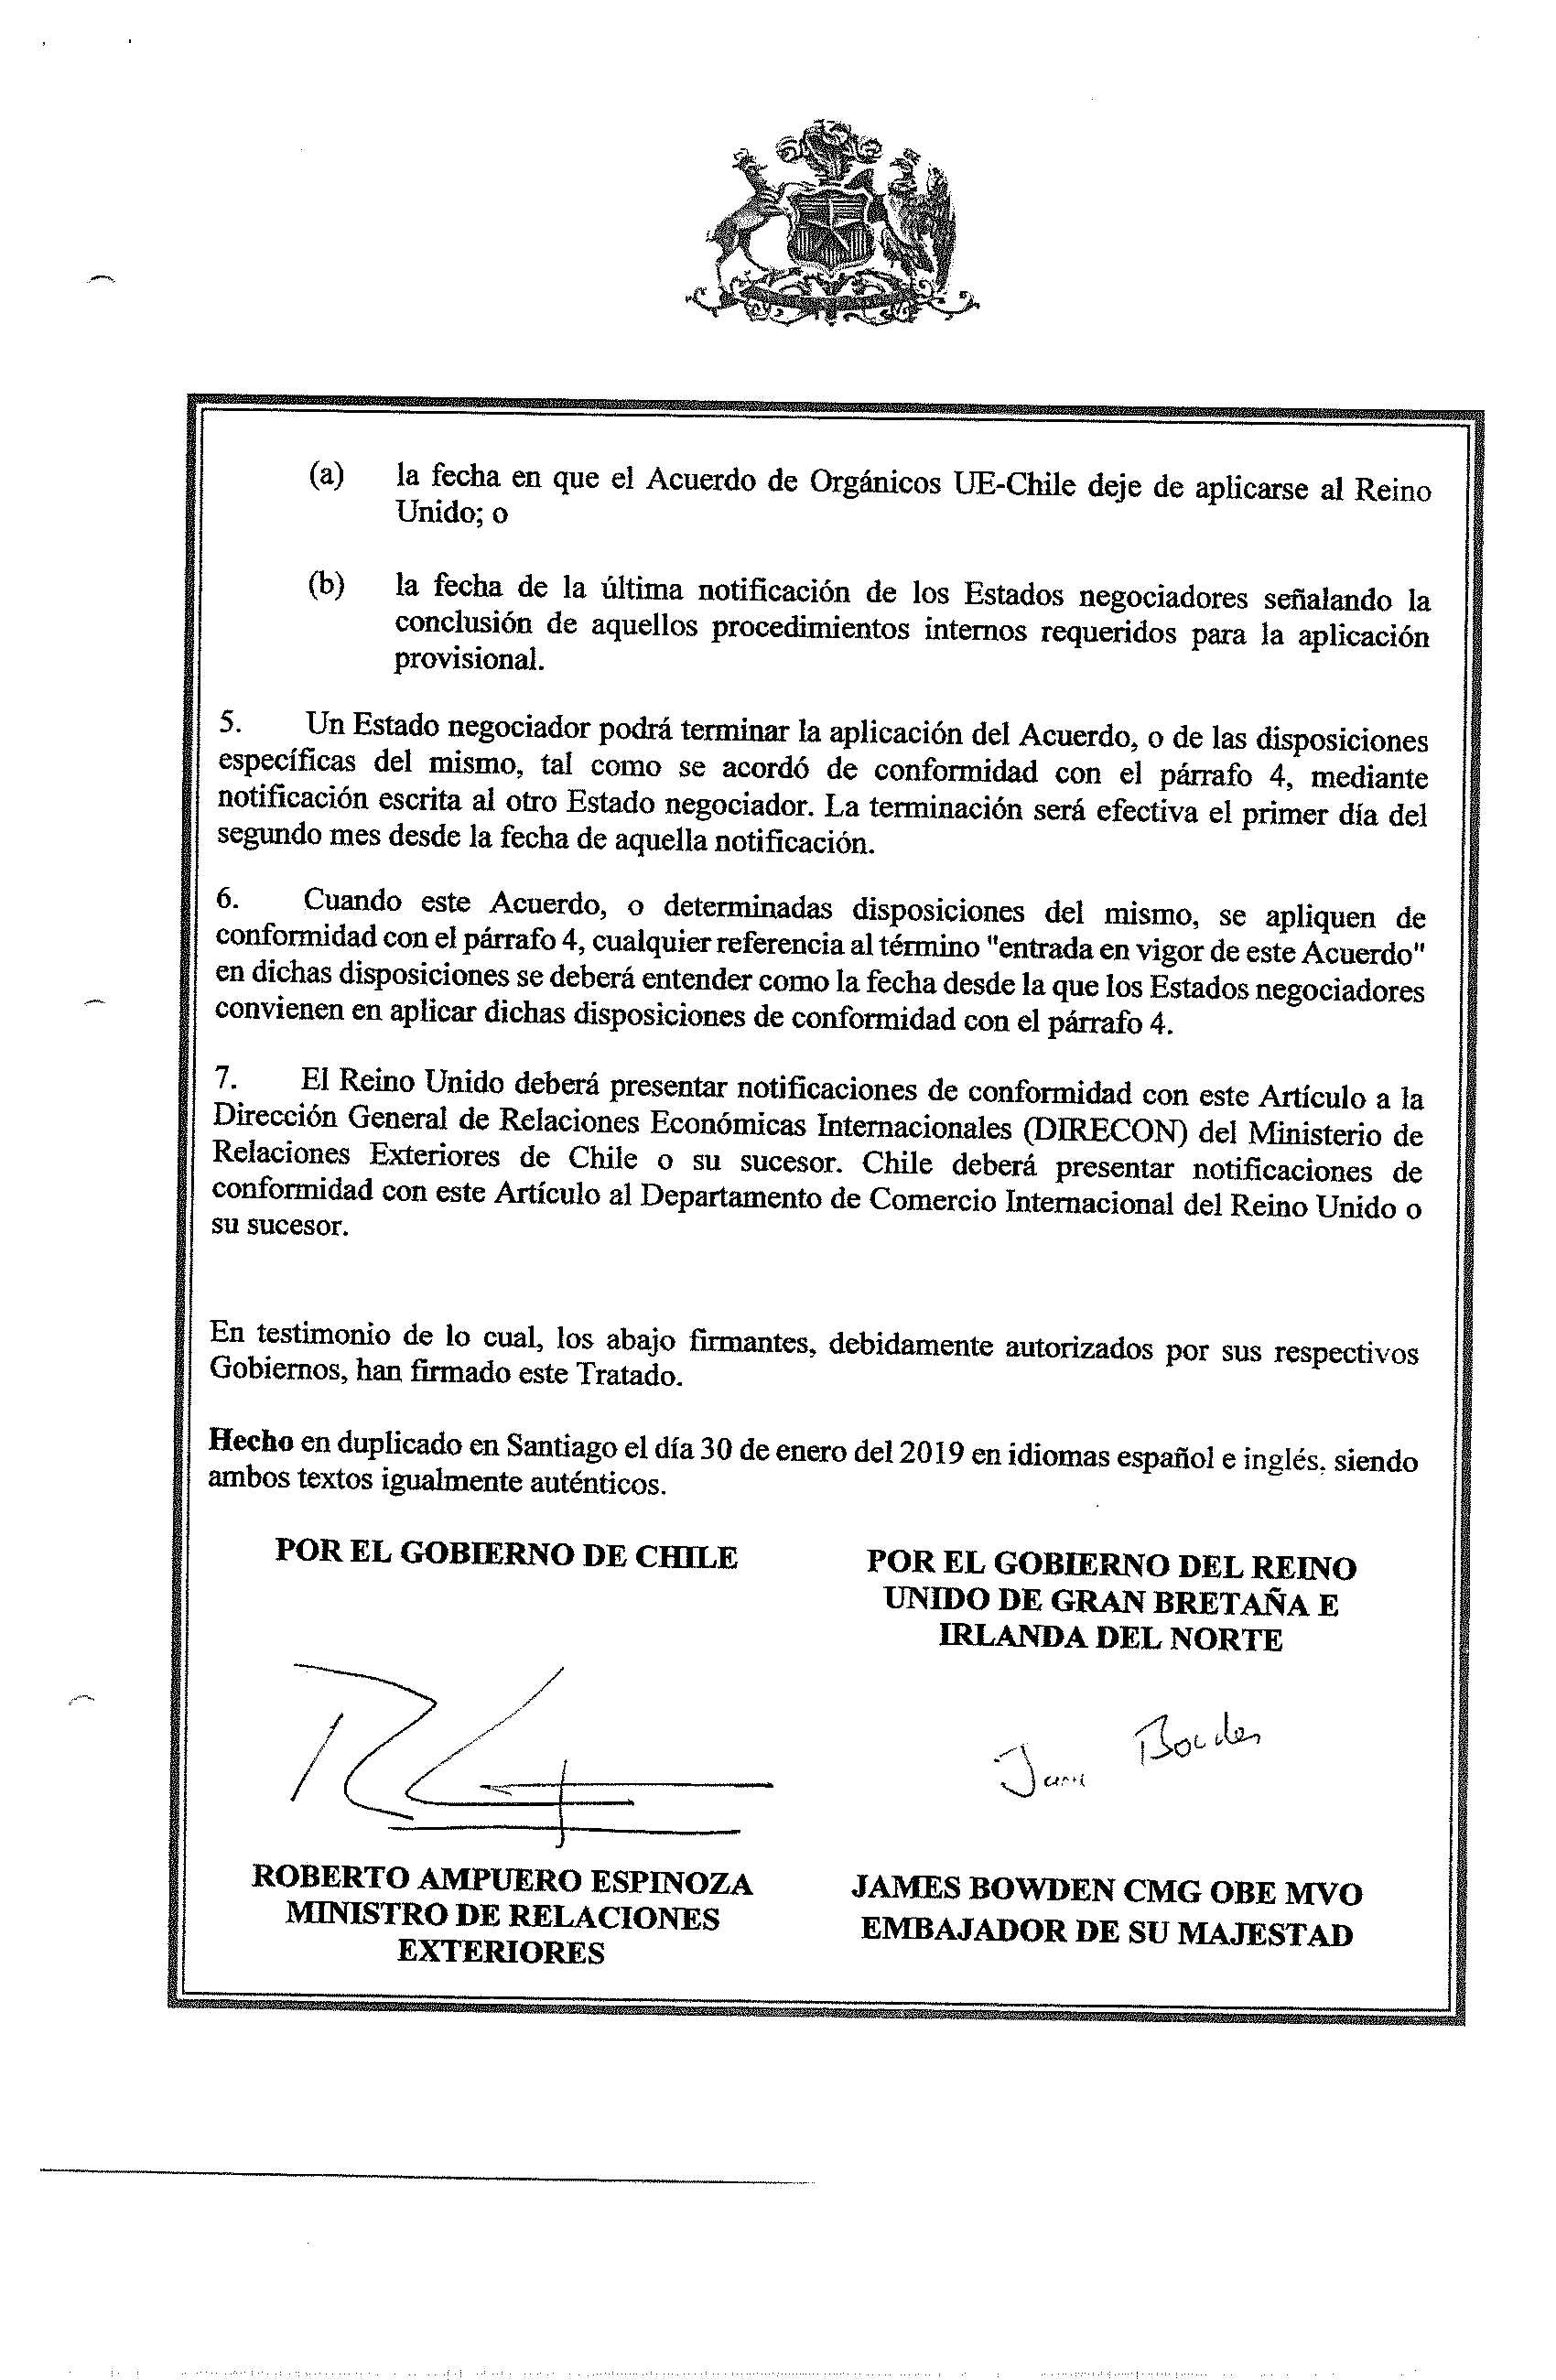 (a) la fecha en que el Acuerdo de Orgánicos UE-Chile deje de aplicarse al Reino
Unido; o
(b) la fecha de la última notificación de los Estados negociadores señalando la
conclusión de aquellos procedimientos internos requeridos para la aplicación
provisional.
5. Un Estado negociador podrá terminar la aplicación del Acuerdo, o de las disposiciones
específicas del mismo, tal como se acordó de conformidad con el párrafo 4, mediante
notificación escrita al otro Estado negociador. La terminación será efectiva el primer día del
segundo mes desde la fecha de aquella notificación.
6. Cuando este Acuerdo, o determinadas disposiciones del mismo, se apliquen de
conformidad con el párrafo 4, cualquier referencia al término "entrada en vigor de este Acuerdo"
en dichas disposiciones se deberá entender como la fecha desde la que los Estados negociadores
convienen en aplicar dichas disposiciones de conformidad con el párrafo 4.
7. El Reino Unido deberá presentar notificaciones de conformidad con este Artículo a la
Dirección General de Relaciones Económicas Internacionales (DIRECON) del Ministerio de
Relaciones Exteriores de Chile o su sucesor. Chile deberá presentar notificaciones de
conformidad con este Artículo al Departamento de Comercio Internacional del Reino Unido o
su sucesor.
En testimonio de lo cual, los abajo firmantes, debidamente autorizados por sus respectivos
Gobiernos, han firmado este Tratado.
Hecho en duplicado en Santiago el día 30 de enero del 2019 en idiomas español e inglés, siendo
ambos textos igualmente auténticos.
POR EL GOBIERNO DE CHILE
POR EL GOBIERNO DEL REINO
UNIDO DE GRAN BRETAÑA E
IRLANDA DEL NORTE
ROBERTO AMPUERO ESPINOZA
MINISTRO DE RELACIONES
EXTERIORES
JAMES BOWDEN CMG OBE MVO
EMBAJADOR DE SU MAJESTAD